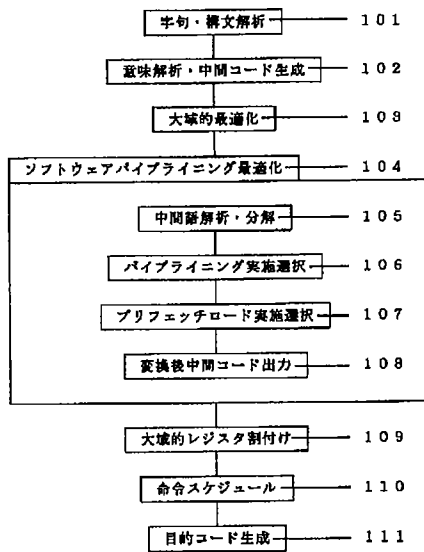 字句・構文解析 101
意味解析・中間コード生成 102
大域的最適化 103
ソフトウェアパイプライニング最適化 104
中間語解析・分解 105
パイプライニング実施選択 106
プリフェッチロード実施選択 107
変換後中間コード出力 108
大域的レジスタ割付け 109
命令スケジュール 110
目的コード生成 111